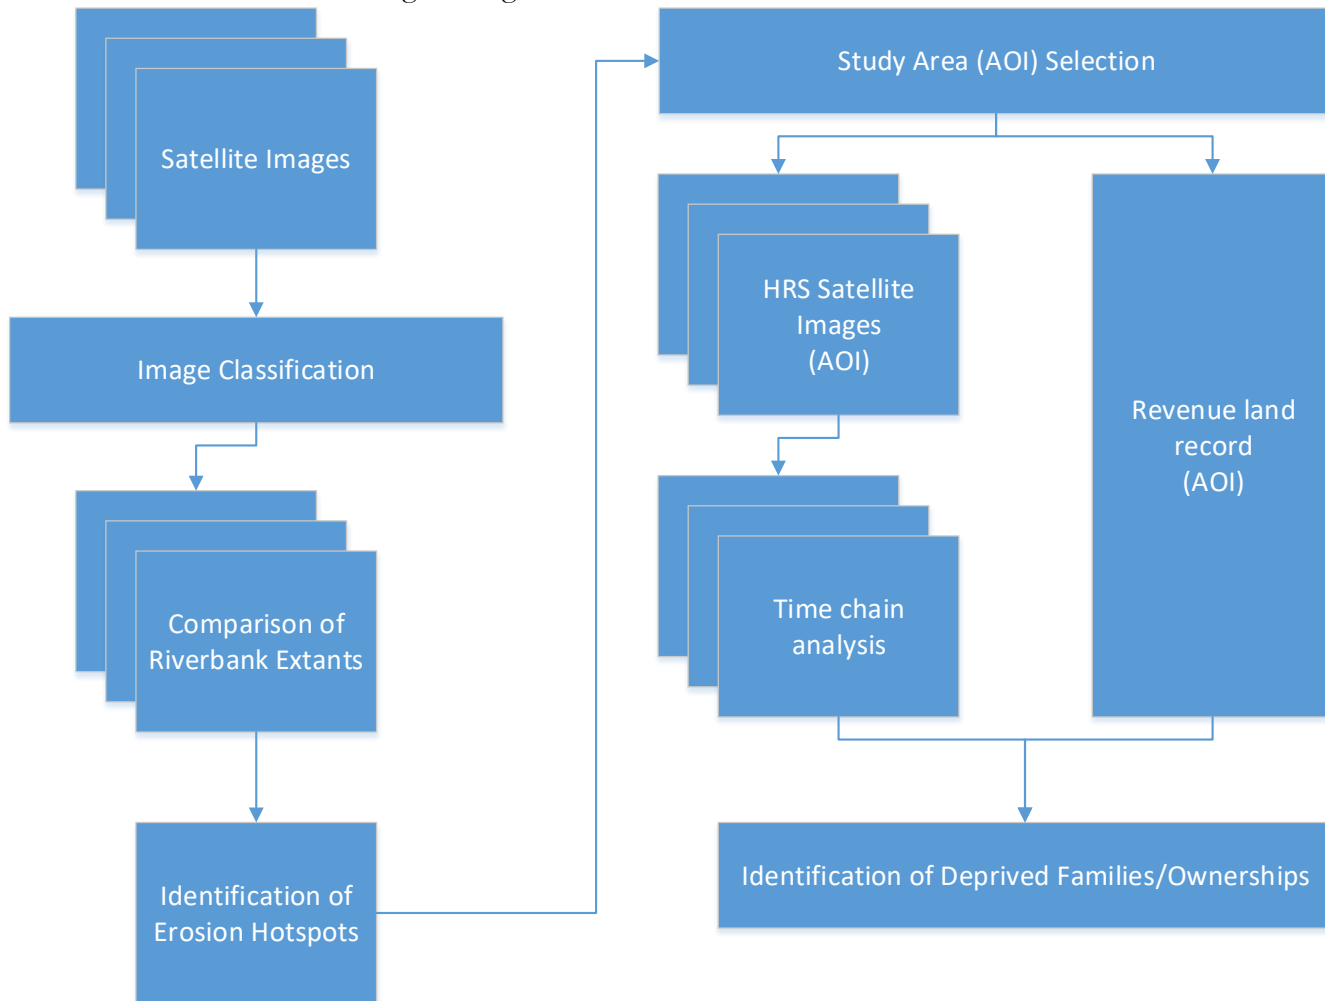 Satellite Images
Image Classification
Comparison of
Riverbank Extants
Identification of
Erosion Hotspots
Study Area (AOI) Selection
HRS Satellite
Images
(AOI)
Revenue land
record
(AOI)
Time chain
analysis
Identification of Deprived Families/Ownerships